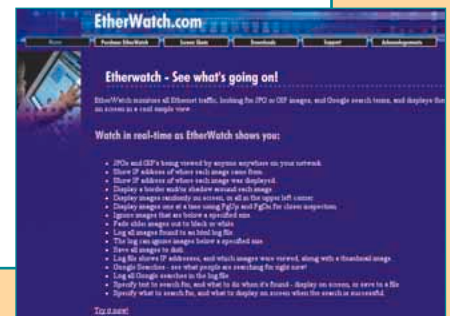 EtherWatch.com
Home Purchase EtherWatch Screen Shots Downloads Support Acknowledgements
Etherwatch - See what's going on!
EtherWatch monitors all Ethernet traffic, looking for JPG or GIF images, and Google search terms, and displays the
on screen in a cool simple view
Watch in real-time as EtherWatch shows you:
JPGs and GIF's being viewed by anyone anywhere on your network
Show IP address of where each image came from
Show IP address of where each image was displayed.
Display a border and/or shadow around each image
Display images randomly on screen, or all in the upper left corner
Display images one at a time using PgUp and PgDn for closer inspection
Ignore images that are below a specified size
Fade older images out to black or white
Log all images found to an html log file
The log can ignore images below a specified size
Save all images to disk
Log file shows IP addresses, and which images were viewed, along with a thumbnail image
Google Searches - see what people are searching for right now!
Log all Google searches in the log file
Specify text to search for, and what to do when it's found - display on screen, or save to a file
Specify what to search for, and what to display on screen when the search is successful.
Try it now!